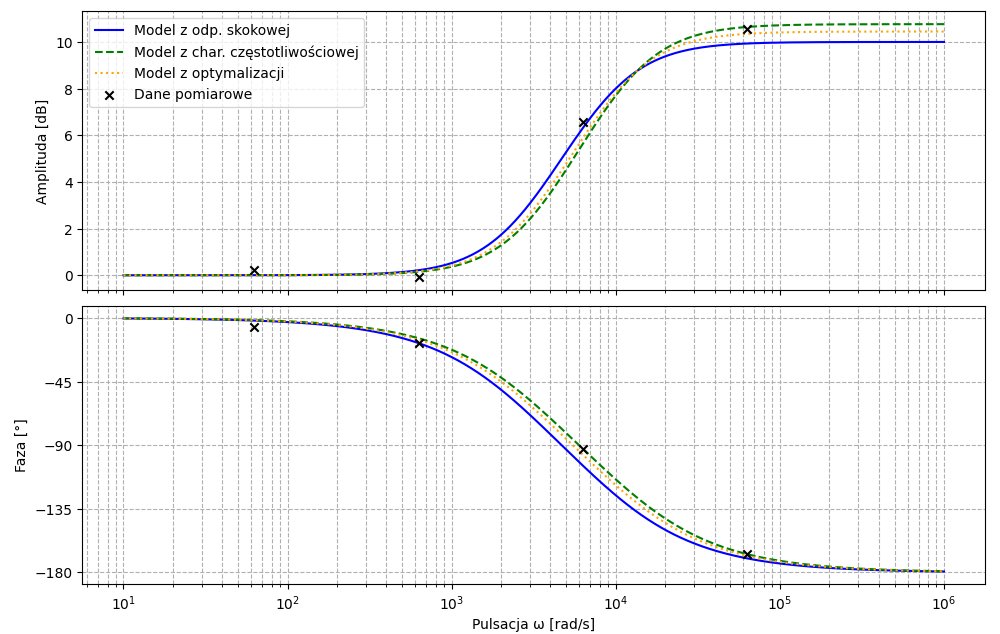 Model z odp. skokowej
Model z char. częstotliwościowej
Model z optymalizacji
Dane pomiarowe
Amplituda [dB]
10
8
6
4
2
0
Faza [°]
0
−45
−90
−135
−180
10¹ 10² 10³ 10⁴ 10⁵ 10⁶
Pulsacja ω [rad/s]